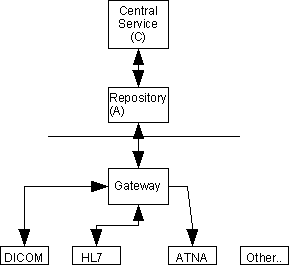 Central
Service
(C)
Repository
(A)
Gateway
DICOM
HL7
ATNA
Other..